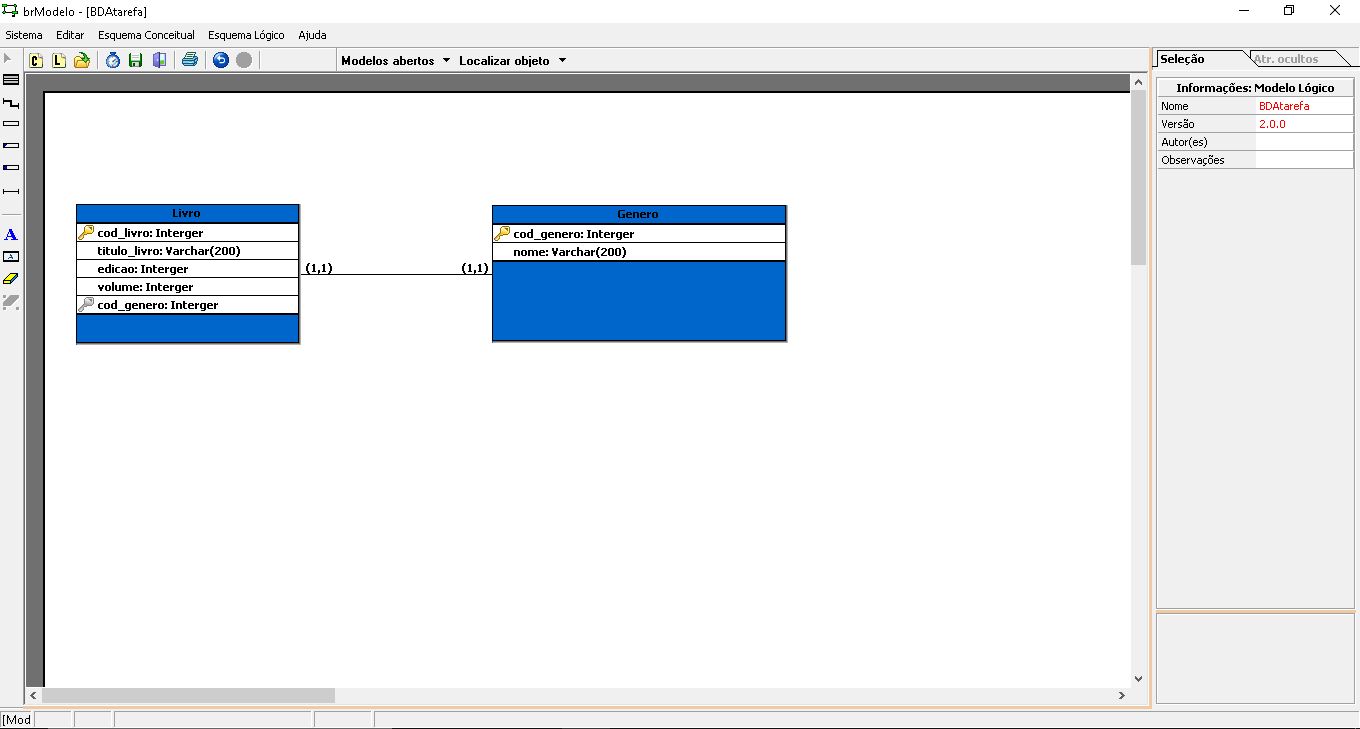 brModelo - [BDAtarefa]
Sistema Editar Esquema Conceitual Esquema Lógico Ajuda
C L Modelos abertos Localizar objeto
Seleção Atr. ocultos
Informações: Modelo Lógico
Nome BDAtarefa
Versão 2.0.0
Autor(es)
Observações
A
A
Livro
cod_livro: Interger
titulo_livro: Varchar(200)
edicao: Interger
volume: Interger
cod_genero: Interger
(1,1) (1,1)
Genero
cod_genero: Interger
nome: Varchar(200)
[Mod